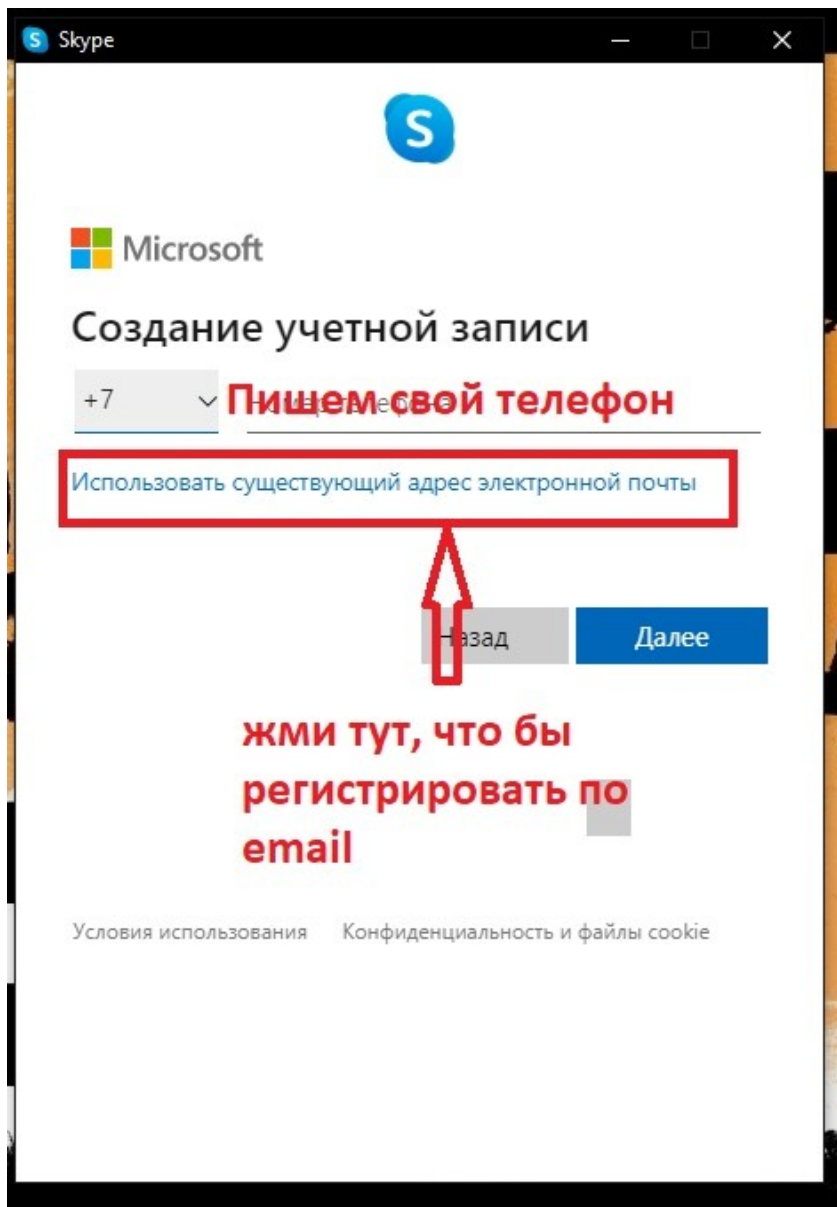 Skype
Microsoft
Создание учетной записи
+7 Пишем свой телефон
Использовать существующий адрес электронной почты
Назад Далее
жми тут, что бы
регистрировать по
email
Условия использования Конфиденциальность и файлы cookie